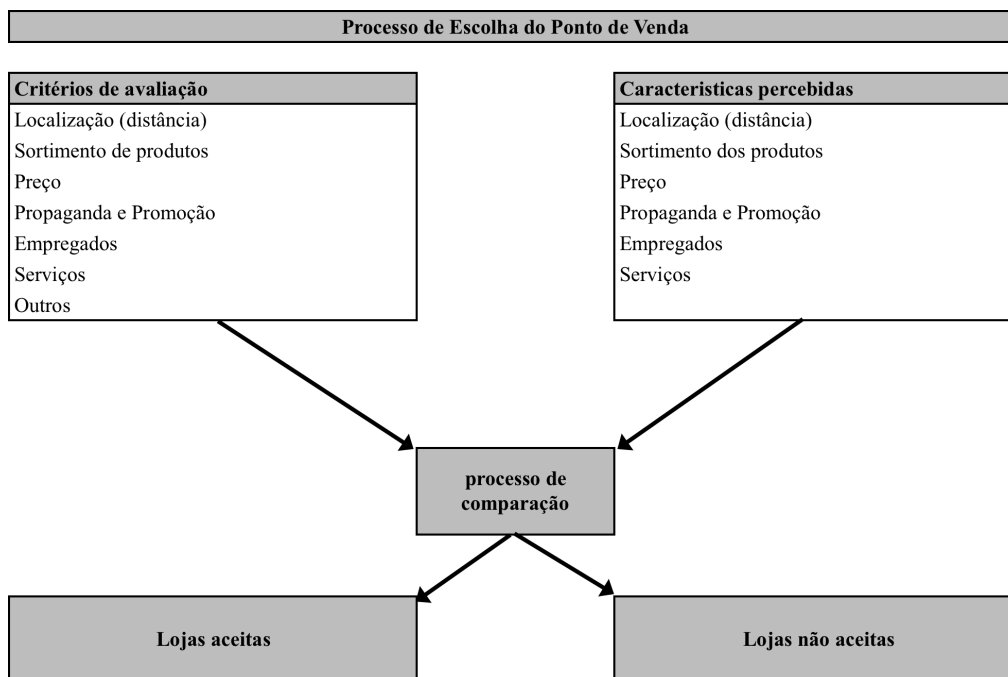 Processo de Escolha do Ponto de Venda
Critérios de avaliação
Localização (distância)
Sortimento de produtos
Preço
Propaganda e Promoção
Empregados
Serviços
Outros
Caracteristicas percebidas
Localização (distância)
Sortimento dos produtos
Preço
Propaganda e Promoção
Empregados
Serviços
processo de
comparação
Lojas aceitas
Lojas não aceitas